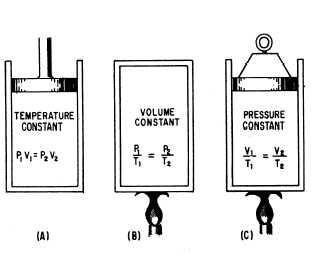 TEMPERATURE
CONSTANT
P₁ V₁ = P₂ V₂
(A)
VOLUME
CONSTANT
P₁/T₁ = P₂/T₂
(B)
PRESSURE
CONSTANT
V₁/T₁ = V₂/T₂
(C)